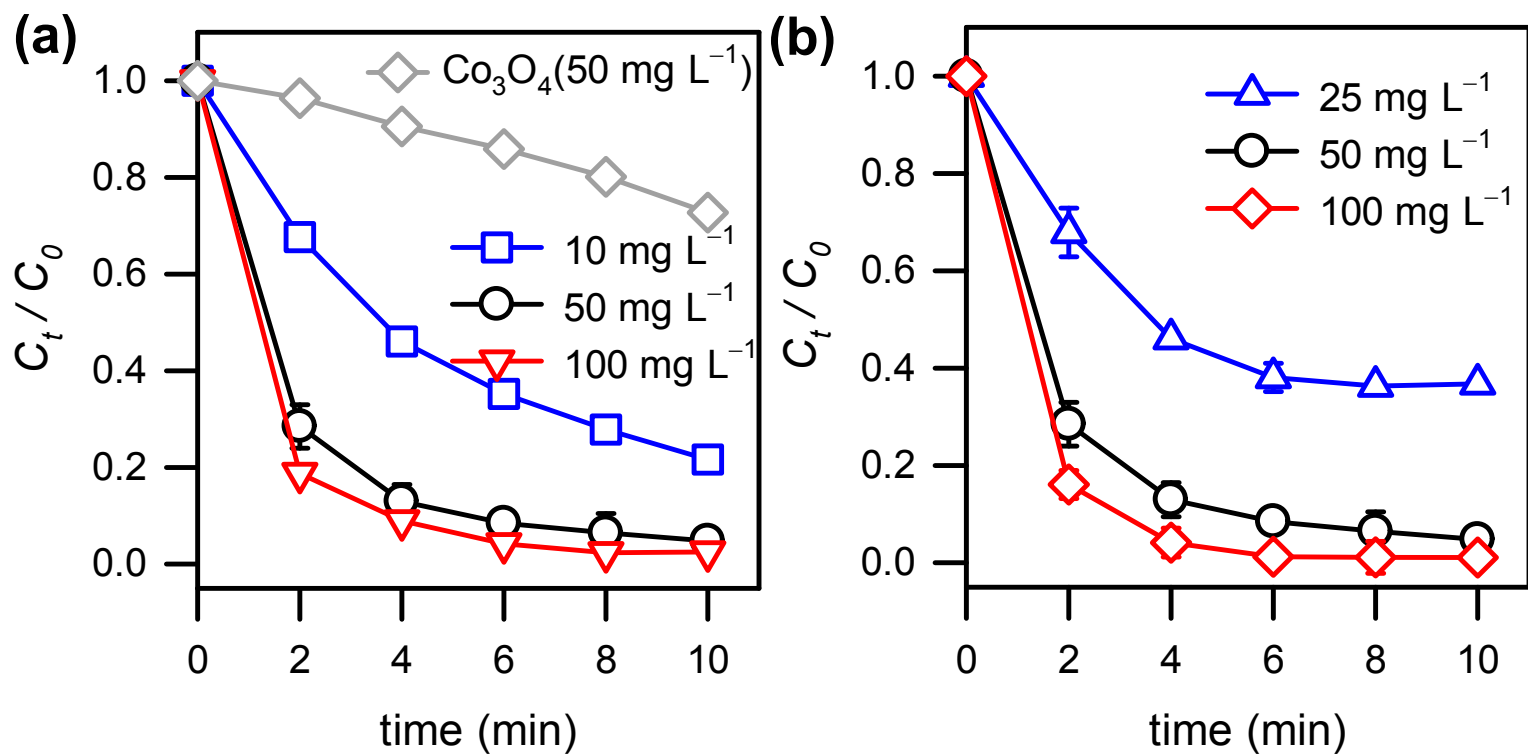 (a)
Co₃O₄(50 mg L⁻¹)
10 mg L⁻¹
50 mg L⁻¹
100 mg L⁻¹
1.0
0.8
0.6
0.4
0.2
0.0
Cₜ / C₀
0 2 4 6 8 10
time (min)
(b)
25 mg L⁻¹
50 mg L⁻¹
100 mg L⁻¹
1.0
0.8
0.6
0.4
0.2
0.0
Cₜ / C₀
0 2 4 6 8 10
time (min)